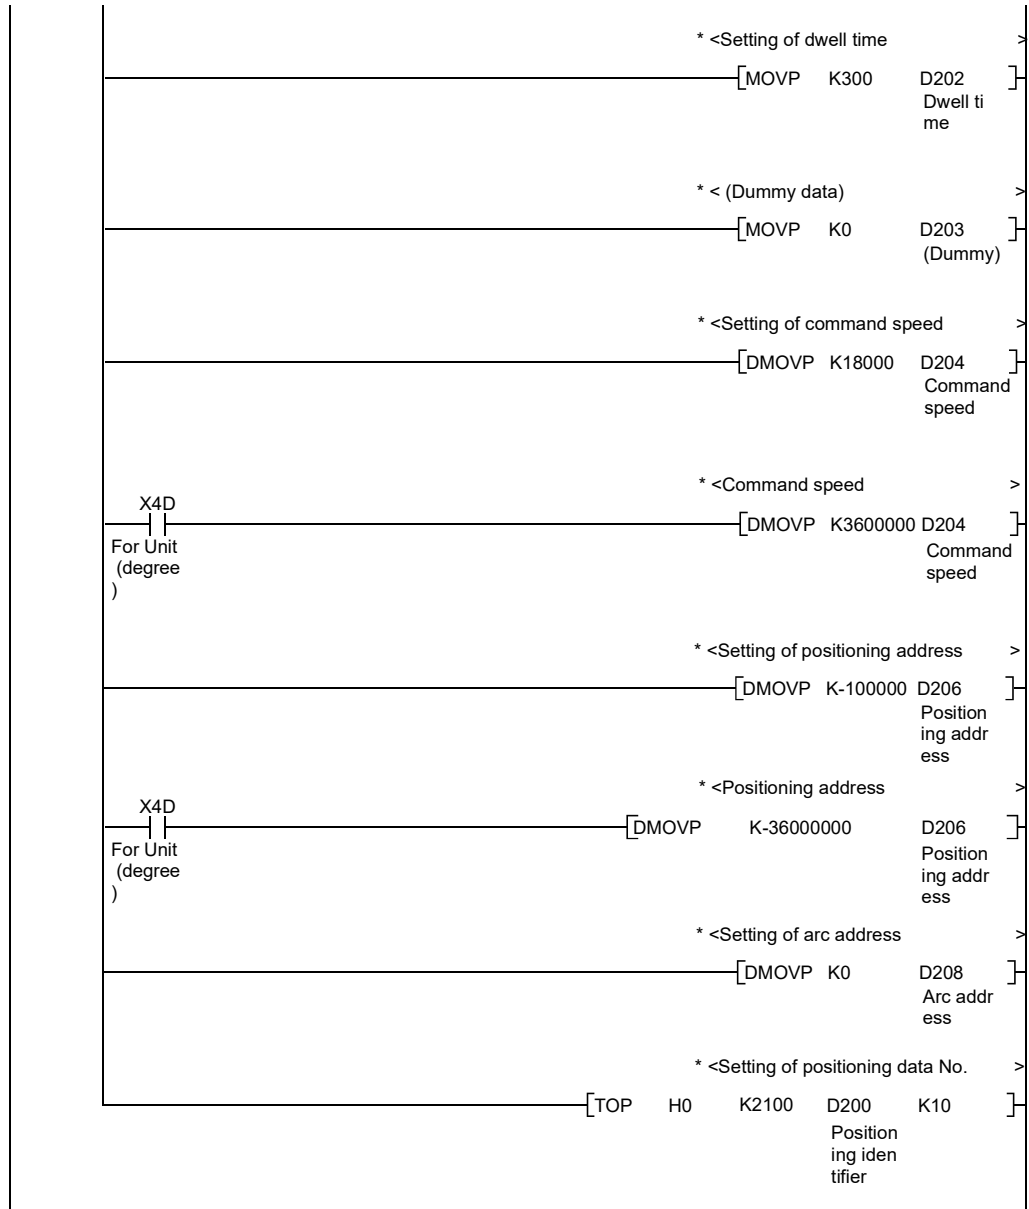 * <Setting of dwell time >
MOVP K300 D202
Dwell ti
me
* < (Dummy data) >
MOVP K0 D203
(Dummy)
* <Setting of command speed >
DMOVP K18000 D204
Command
speed
* <Command speed >
X4D
DMOVP K3600000 D204
For Unit
(degree
)
Command
speed
* <Setting of positioning address >
DMOVP K-100000 D206
Position
ing addr
ess
* <Positioning address >
X4D
DMOVP K-36000000 D206
For Unit
(degree
)
Position
ing addr
ess
* <Setting of arc address >
DMOVP K0 D208
Arc addr
ess
* <Setting of positioning data No. >
TOP H0 K2100 D200 K10
Position
ing iden
tifier